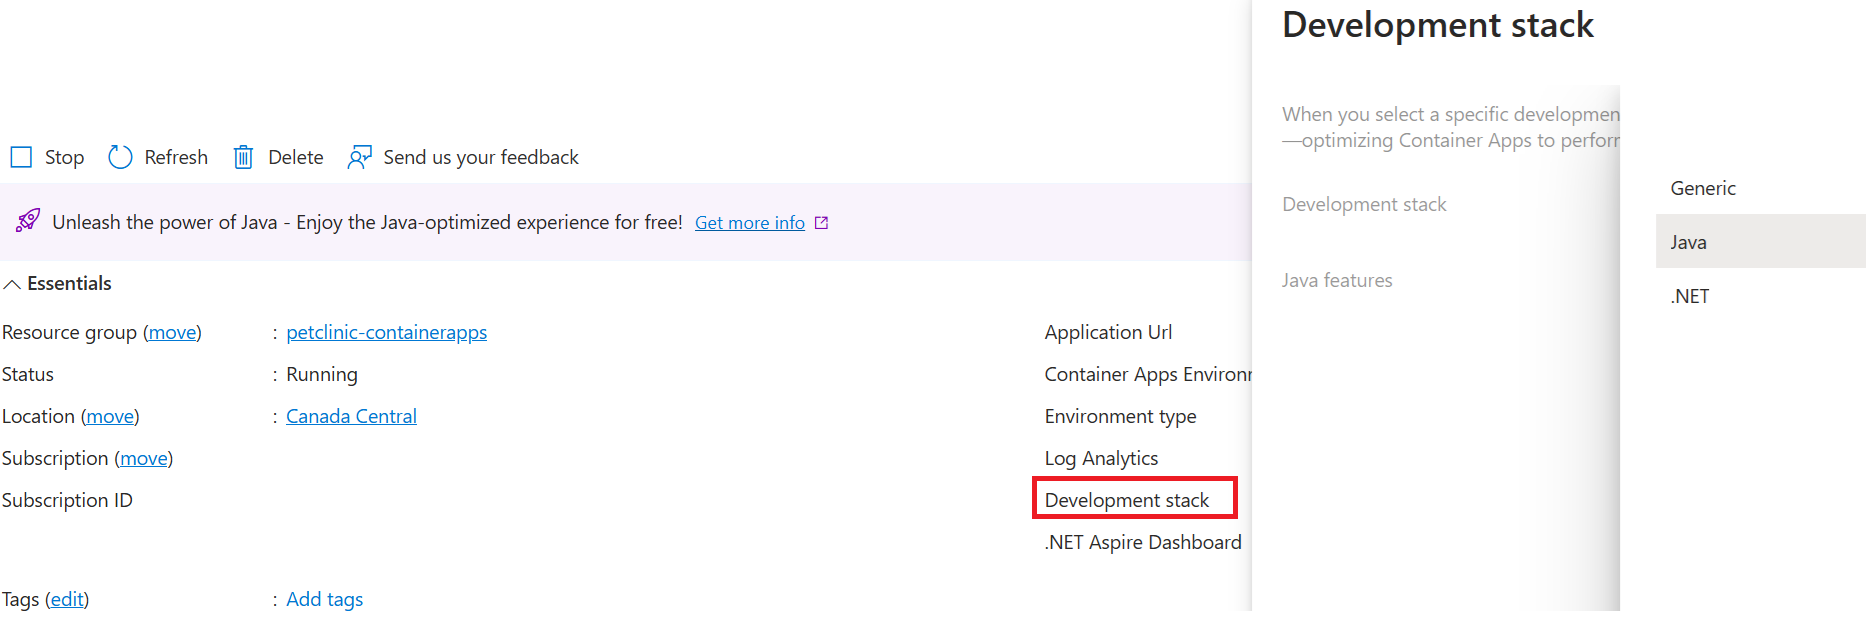 Stop Refresh Delete Send us your feedback
Unleash the power of Java - Enjoy the Java-optimized experience for free! Get more info
Essentials
Resource group (move) : petclinic-containerapps
Status : Running
Location (move) : Canada Central
Subscription (move)
Subscription ID
Tags (edit) : Add tags
Application Url
Container Apps Environ
Environment type
Log Analytics
Development stack
.NET Aspire Dashboard
Development stack
When you select a specific developmen
—optimizing Container Apps to perfor
Development stack
Java features
Generic
Java
.NET